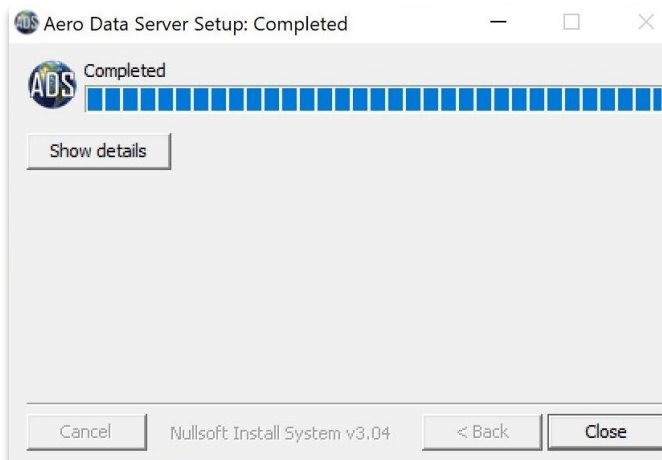 Aero Data Server Setup: Completed
ADS
Completed
Show details
Cancel
Nullsoft Install System v3.04
< Back
Close